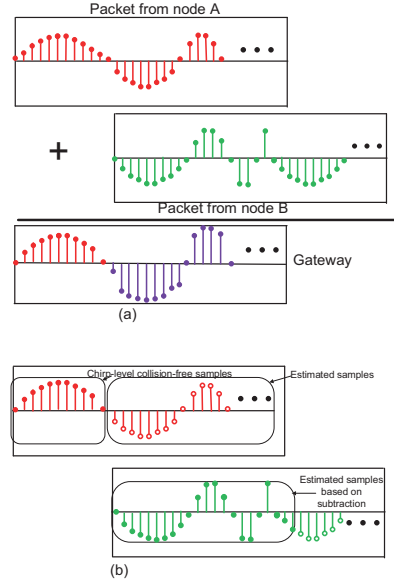 Packet from node A
+
Packet from node B
Gateway
(a)
Chirp-level collision-free samples
Estimated samples
Estimated samples
based on
subtraction
(b)